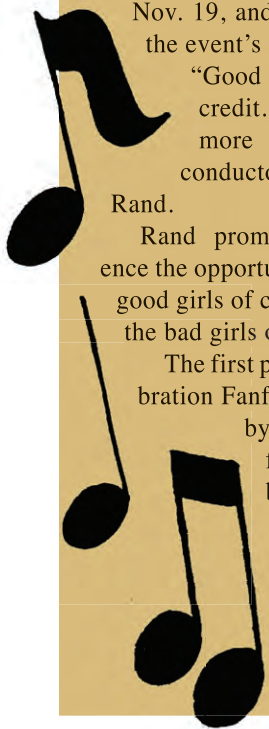 Nov. 19, and
the event's
“Good
credit.
more
conducto
Rand.
Rand prom
ence the opportu
good girls of c
the bad girls o
The first p
bration Fanf
by
f
b